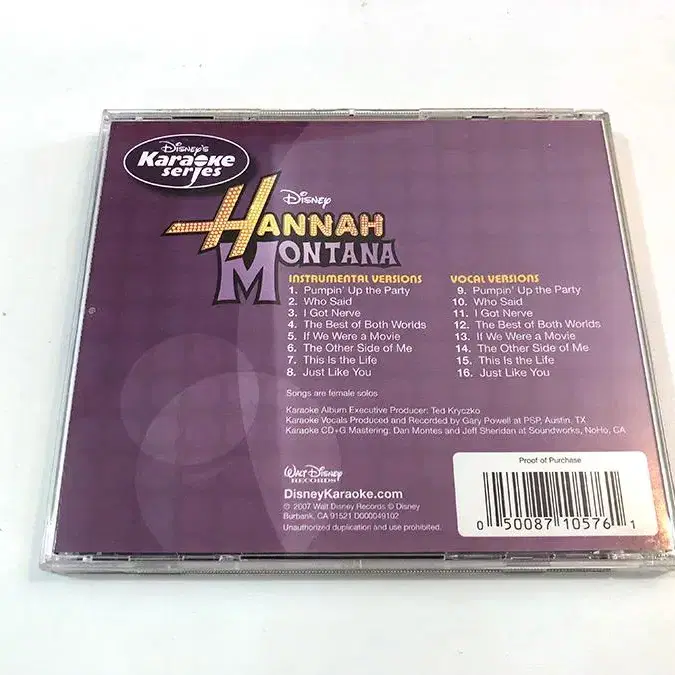 Disney's
Karaoke
series
Disney
HANNAH
MONTANA
INSTRUMENTAL VERSIONS
1. Pumpin' Up the Party
2. Who Said
3. I Got Nerve
4. The Best of Both Worlds
5. If We Were a Movie
6. The Other Side of Me
7. This is the Life
8. Just Like You
VOCAL VERSIONS
9. Pumpin' Up the Party
10. Who Said
11. I Got Nerve
12. The Best of Both Worlds
13. If We Were a Movie
14. The Other Side of Me
15. This is the Life
16. Just Like You
Songs are female solos
Karaoke Album Executive Producer: Ted Kryczko
Karaoke Vocals Produced and Recorded by Gary Powell at PSP, Austin, TX
Karaoke CD+G Mastering: Dan Montes and Jeff Sheridan at Soundworks, NoHo, CA
Walt Disney
RECORDS
DisneyKaraoke.com
℗ 2007 Walt Disney Records © Disney
Burbank, CA 91521 D000049102
Unauthorized duplication and use prohibited.
Proof of Purchase
0 50087 10576 1